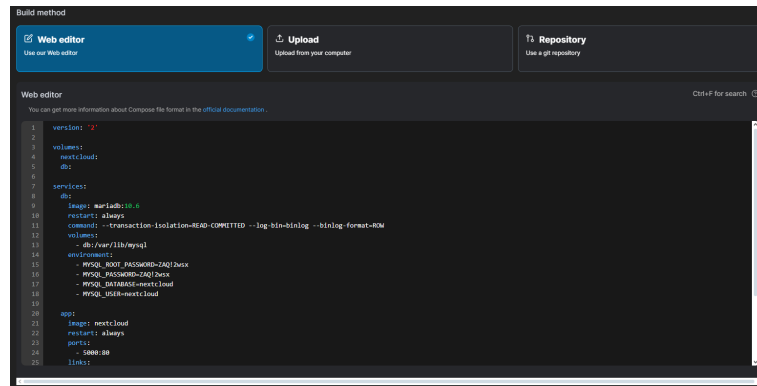 Build method
Web editor
Use our Web editor
Upload
Upload from your computer
Repository
Use a git repository
Web editor
Ctrl+F for search
You can get more information about Compose file format in the official documentation .
1 version: '2'
2
3 volumes:
4 nextcloud:
5 db:
6
7 services:
8 db:
9 image: mariadb:10.6
10 restart: always
11 command: --transaction-isolation=READ-COMMITTED --log-bin=binlog --binlog-format=ROW
12 volumes:
13 - db:/var/lib/mysql
14 environment:
15 - MYSQL_ROOT_PASSWORD=ZAQ!2wsx
16 - MYSQL_PASSWORD=ZAQ!2wsx
17 - MYSQL_DATABASE=nextcloud
18 - MYSQL_USER=nextcloud
19
20 app:
21 image: nextcloud
22 restart: always
23 ports:
24 - 5000:80
25 links: